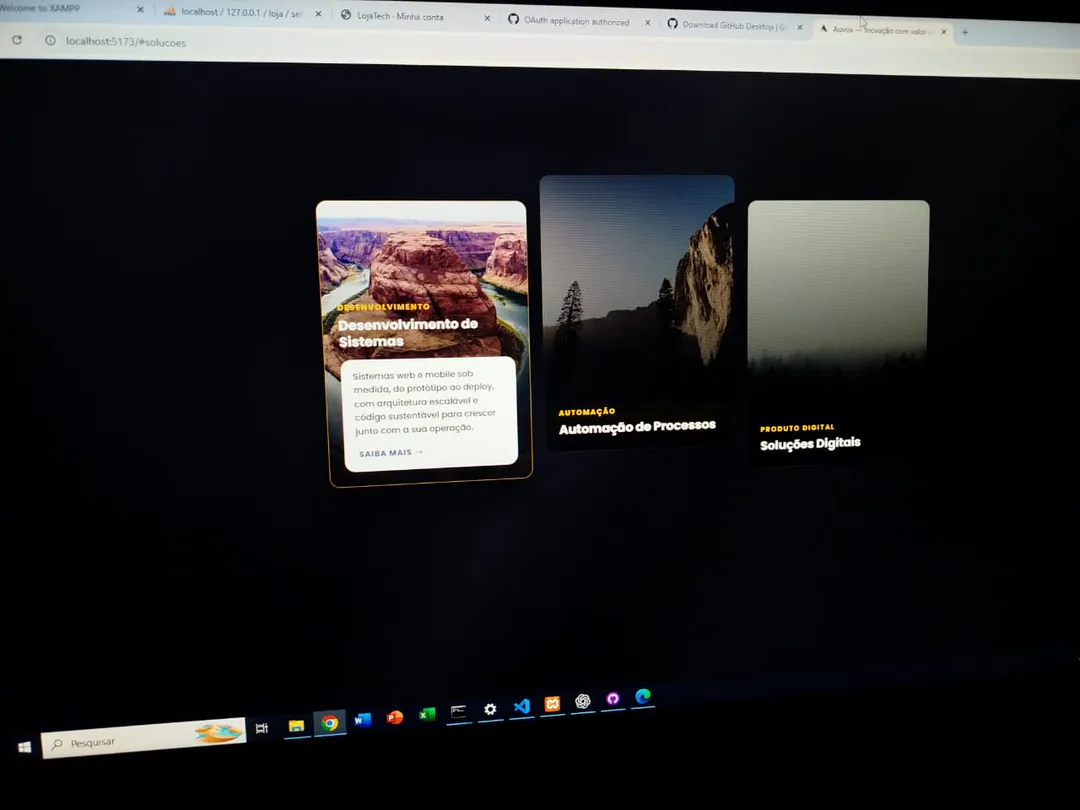 Welcome to XAMPP
localhost / 127.0.0.1 / loja / se
LojaTech · Minha conta
OAuth application authorized
Download GitHub Desktop | G
Auvox — Inovação com valor
localhost:5173/#solucoes
DESENVOLVIMENTO
Desenvolvimento de
Sistemas
Sistemas web e mobile sob
medida, do protótipo ao deploy,
com arquitetura escalável e
código sustentável para crescer
junto com a sua operação.
SAIBA MAIS →
AUTOMAÇÃO
Automação de Processos
PRODUTO DIGITAL
Soluções Digitais
Pesquisar